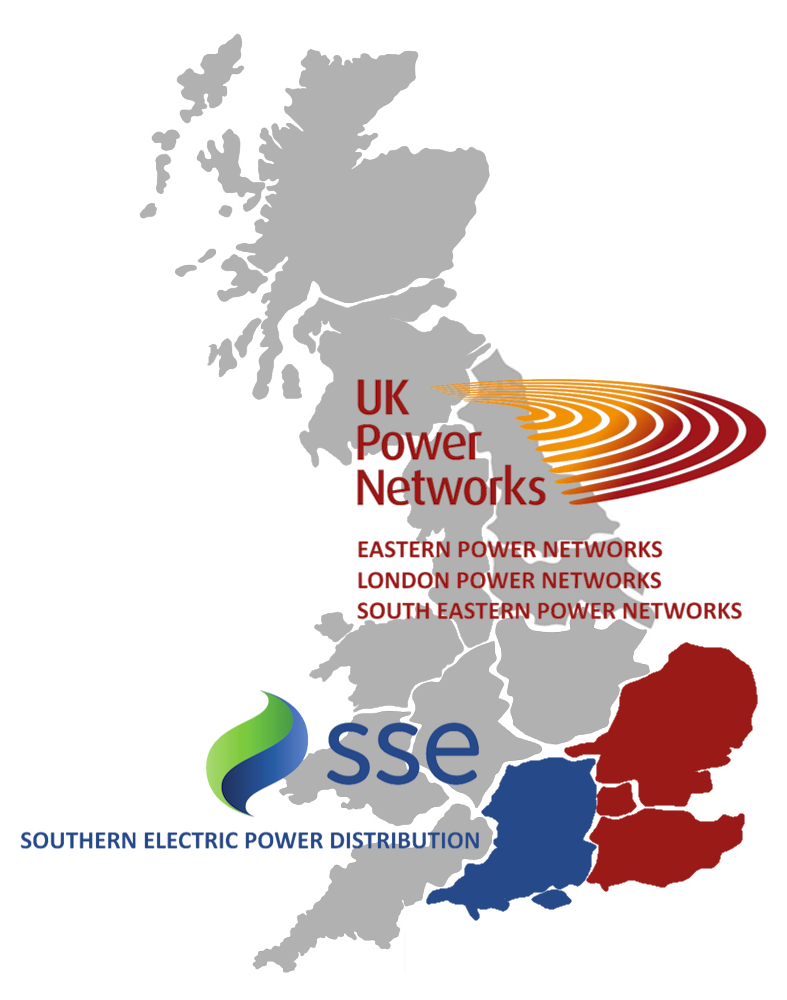 UK
Power
Networks
EASTERN POWER NETWORKS
LONDON POWER NETWORKS
SOUTH EASTERN POWER NETWORKS
sse
SOUTHERN ELECTRIC POWER DISTRIBUTION